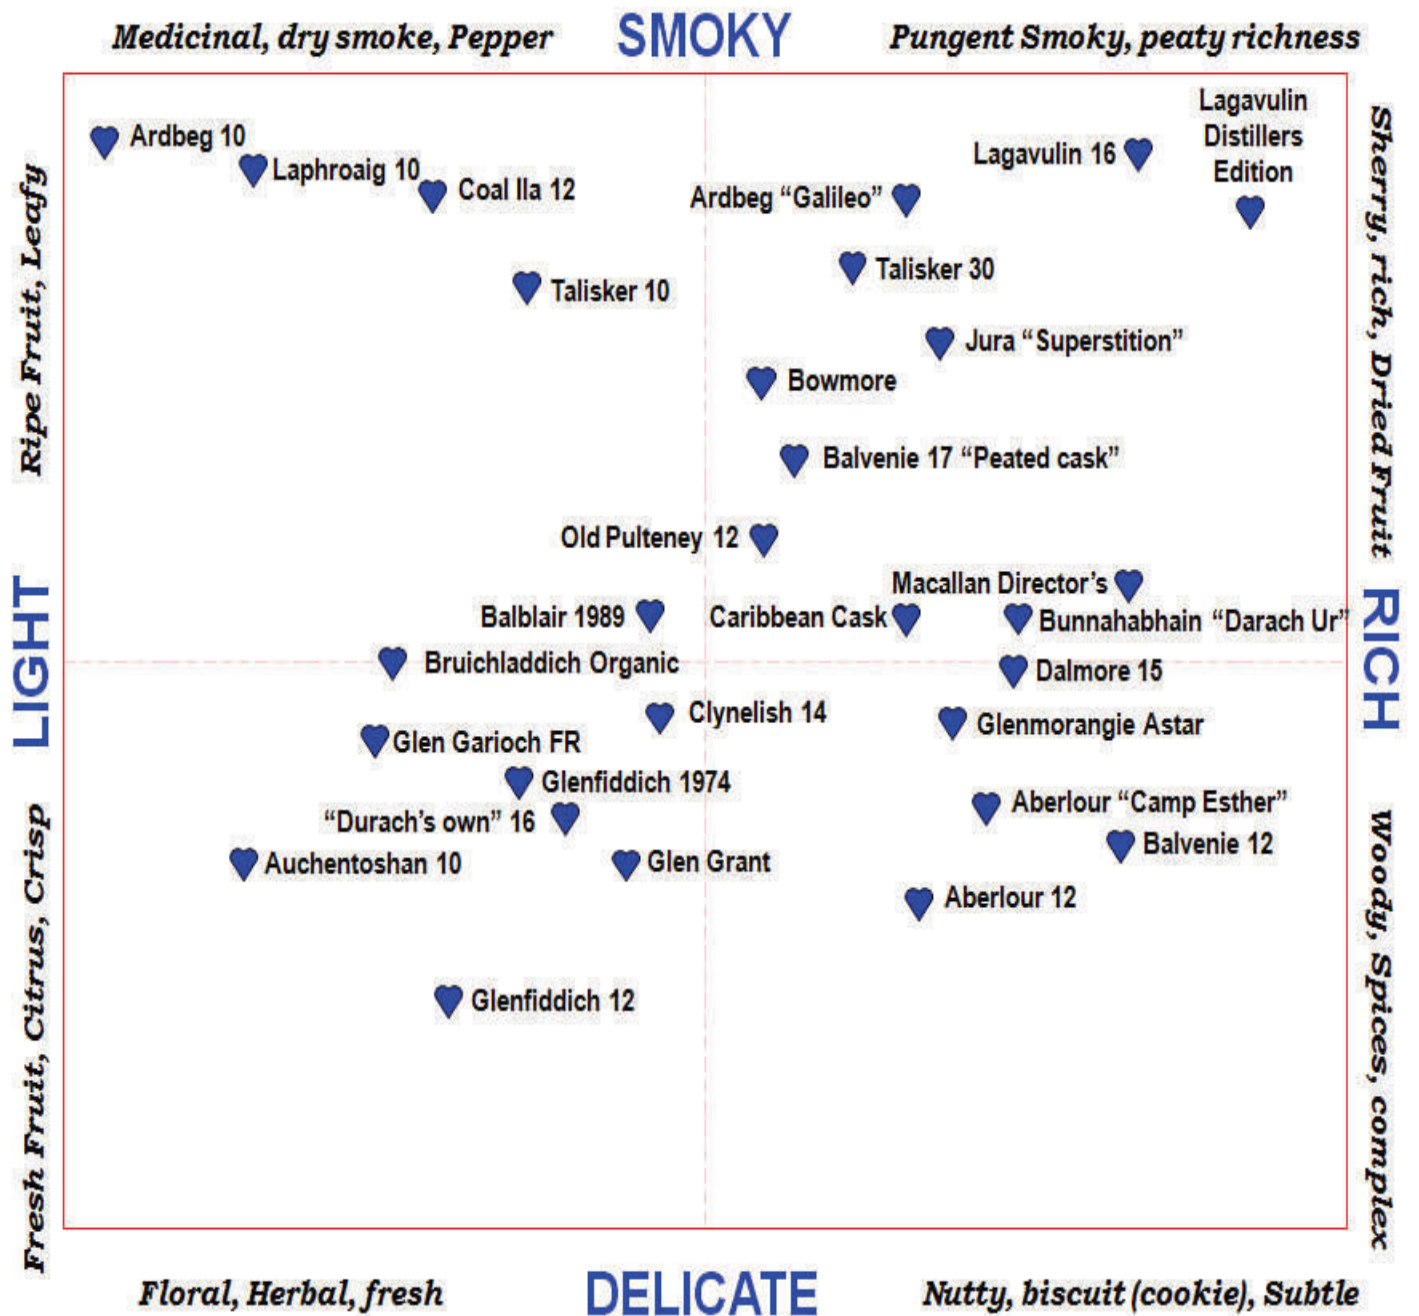 Medicinal, dry smoke, Pepper
SMOKY
Pungent Smoky, peaty richness
Ripe Fruit, Leafy
LIGHT
Fresh Fruit, Citrus, Crisp
Sherry, rich, Dried Fruit
RICH
Woody, Spices, complex
Ardbeg 10
Laphroaig 10
Coal Ila 12
Lagavulin 16
Lagavulin
Distillers
Edition
Ardbeg “Galileo”
Talisker 30
Talisker 10
Jura “Superstition”
Bowmore
Balvenie 17 “Peated cask”
Old Pulteney 12
Macallan Director’s
Balblair 1989
Caribbean Cask
Bunnahabhain “Darach Ur”
Bruichladdich Organic
Dalmore 15
Clynelish 14
Glenmorangie Astar
Glen Garioch FR
Glenfiddich 1974
Aberlour “Camp Esther”
“Durach’s own” 16
Balvenie 12
Auchentoshan 10
Glen Grant
Aberlour 12
Glenfiddich 12
Floral, Herbal, fresh
DELICATE
Nutty, biscuit (cookie), Subtle